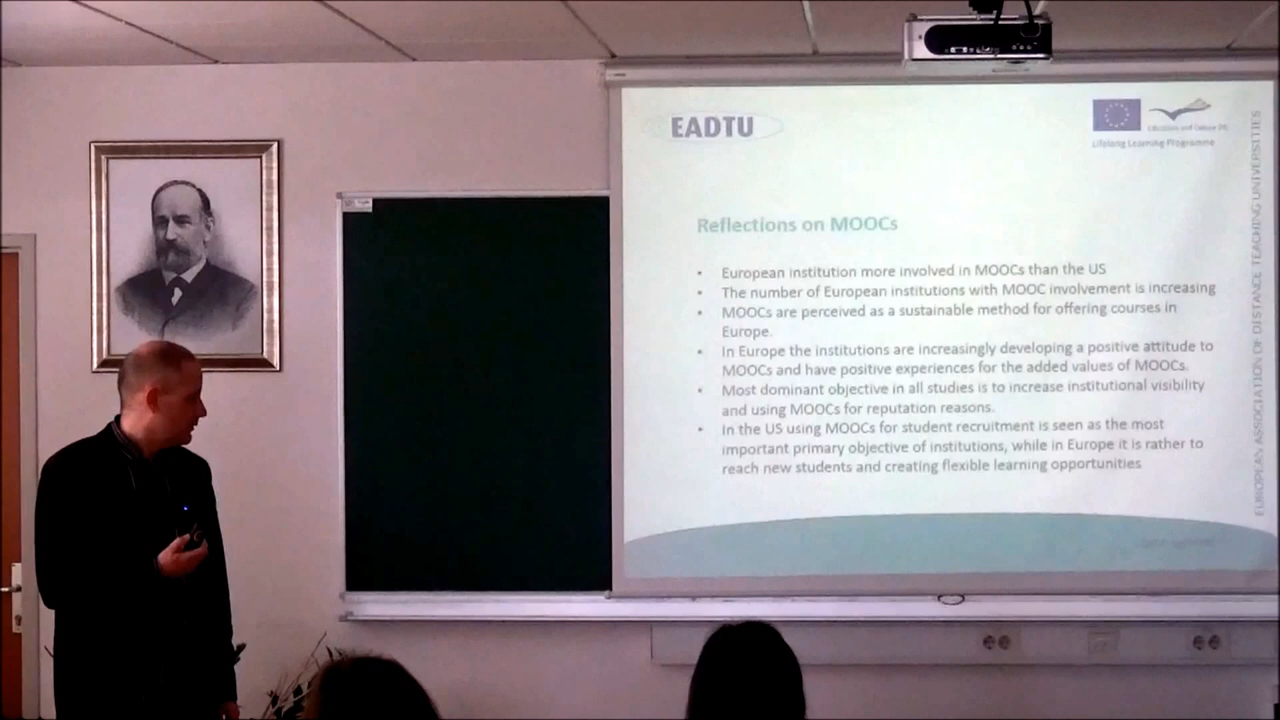 EADTU
Lifelong Learning Programme
EUROPEAN ASSOCIATION OF DISTANCE TEACHING UNIVERSITIES
Reflections on MOOCs
• European institution more involved in MOOCs than the US
• The number of European institutions with MOOC involvement is increasing
• MOOCs are perceived as a sustainable method for offering courses in
Europe.
• In Europe the institutions are increasingly developing a positive attitude to
MOOCs and have positive experiences for the added values of MOOCs.
• Most dominant objective in all studies is to increase institutional visibility
and using MOOCs for reputation reasons.
• In the US using MOOCs for student recruitment is seen as the most
important primary objective of institutions, while in Europe it is rather to
reach new students and creating flexible learning opportunities